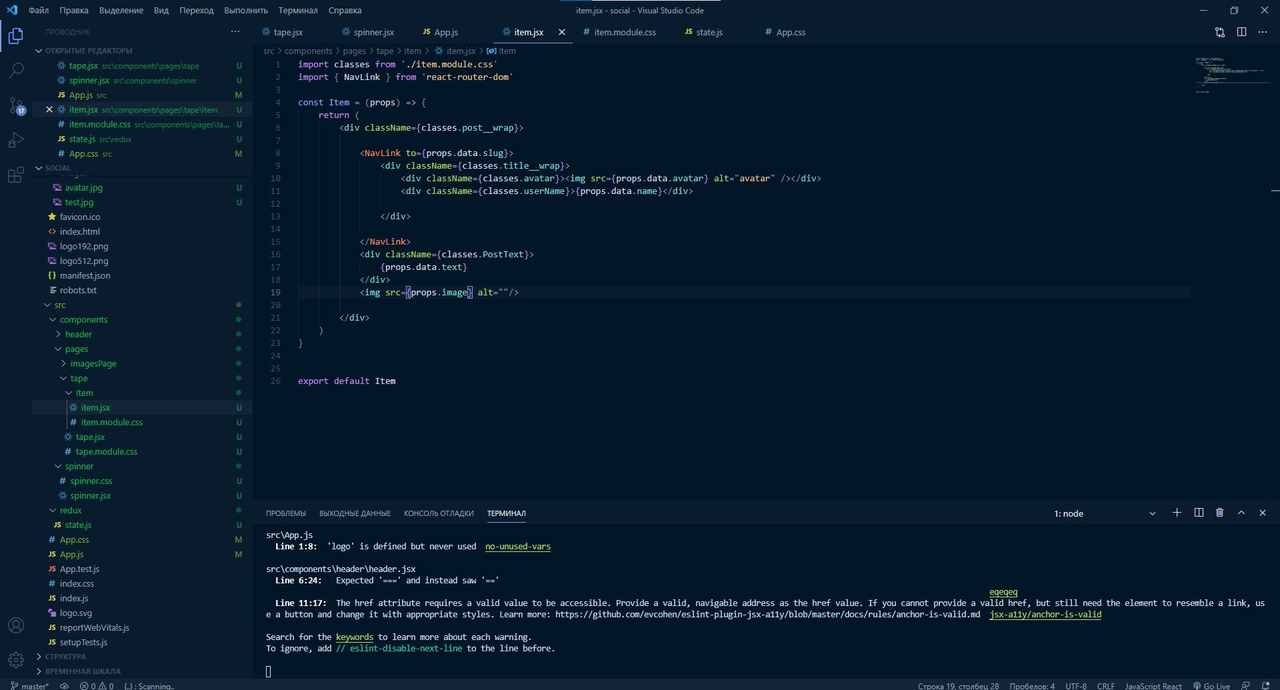 Файл Правка Выделение Вид Переход Выполнить Терминал Справка
item.jsx - social - Visual Studio Code
ПРОВОДНИК
tape.jsx spinner.jsx App.js item.jsx item.module.css state.js App.css
src > components > pages > tape > Item > item.jsx > Item
ОТКРЫТЫЕ РЕДАКТОРЫ
tape.jsx src\components\pages\tape U
spinner.jsx src\components\spinner U
App.js src M
item.jsx src\components\pages\tape\Item U
item.module.css src\components\pages\ta... U
state.js src\redux U
App.css src M
17
SOCIAL
avatar.jpg U
test.jpg U
favicon.ico
index.html
logo192.png
logo512.png
manifest.json
robots.txt
src
components
header
pages
imagesPage
tape
Item
item.jsx U
item.module.css U
tape.jsx U
tape.module.css U
spinner
spinner.css U
spinner.jsx U
redux
state.js U
App.css M
App.js M
App.test.js
index.css
index.js
logo.svg
reportWebVitals.js
setupTests.js
СТРУКТУРА
ВРЕМЕННАЯ ШКАЛА
1 import classes from './item.module.css'
2 import { NavLink } from 'react-router-dom'
3
4 const Item = (props) => {
5 return (
6 <div className={classes.post__wrap}>
7
8 <NavLink to={props.data.slug}>
9 <div className={classes.title__wrap}>
10 <div className={classes.avatar}><img src={props.data.avatar} alt="avatar" /></div>
11 <div className={classes.userName}>{props.data.name}</div>
12
13 </div>
14
15 </NavLink>
16 <div className={classes.PostText}>
17 {props.data.text}
18 </div>
19 <img src={props.image} alt=""/>
20
21 </div>
22 )
23 }
24
25
26 export default Item
ПРОБЛЕМЫ ВЫХОДНЫЕ ДАННЫЕ КОНСОЛЬ ОТЛАДКИ ТЕРМИНАЛ
1: node
src\App.js
Line 1:8: 'logo' is defined but never used no-unused-vars
src\components\header\header.jsx
Line 6:24: Expected '===' and instead saw '=='
eqeqeq
Line 11:17: The href attribute requires a valid value to be accessible. Provide a valid, navigable address as the href value. If you cannot provide a valid href, but still need the element to resemble a link, us
e a button and change it with appropriate styles. Learn more: https://github.com/evcohen/eslint-plugin-jsx-a11y/blob/master/docs/rules/anchor-is-valid.md jsx-a11y/anchor-is-valid
Search for the keywords to learn more about each warning.
To ignore, add // eslint-disable-next-line to the line before.
master* 0 0 {..} : Scanning.. Строка 19, столбец 28 Пробелов: 4 UTF-8 CRLF JavaScript React Go Live